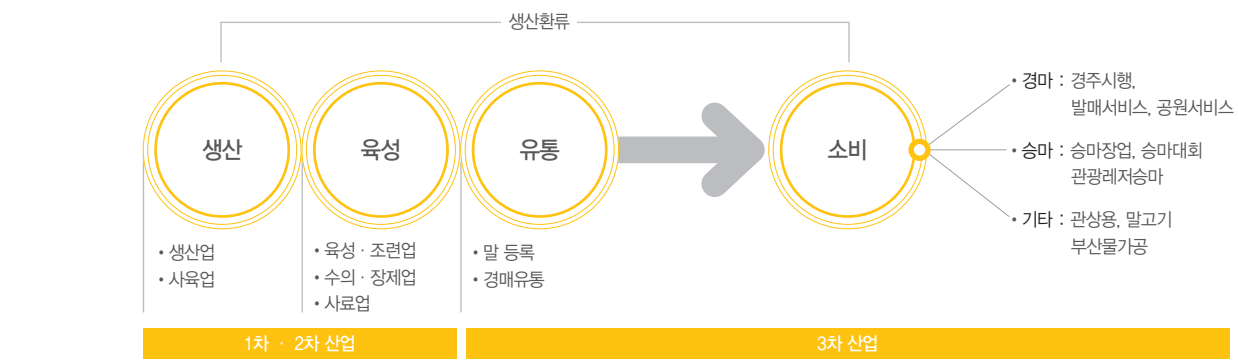 생산환류
생산
육성
유통
소비
• 생산업
• 사육업
• 육성 · 조련업
• 수의 · 장제업
• 사료업
• 말 등록
• 경매유통
• 경마 : 경주시행,
발매서비스, 공원서비스
• 승마 : 승마장업, 승마대회
관광레저승마
• 기타 : 관상용, 말고기
부산물가공
1차 · 2차 산업
3차 산업